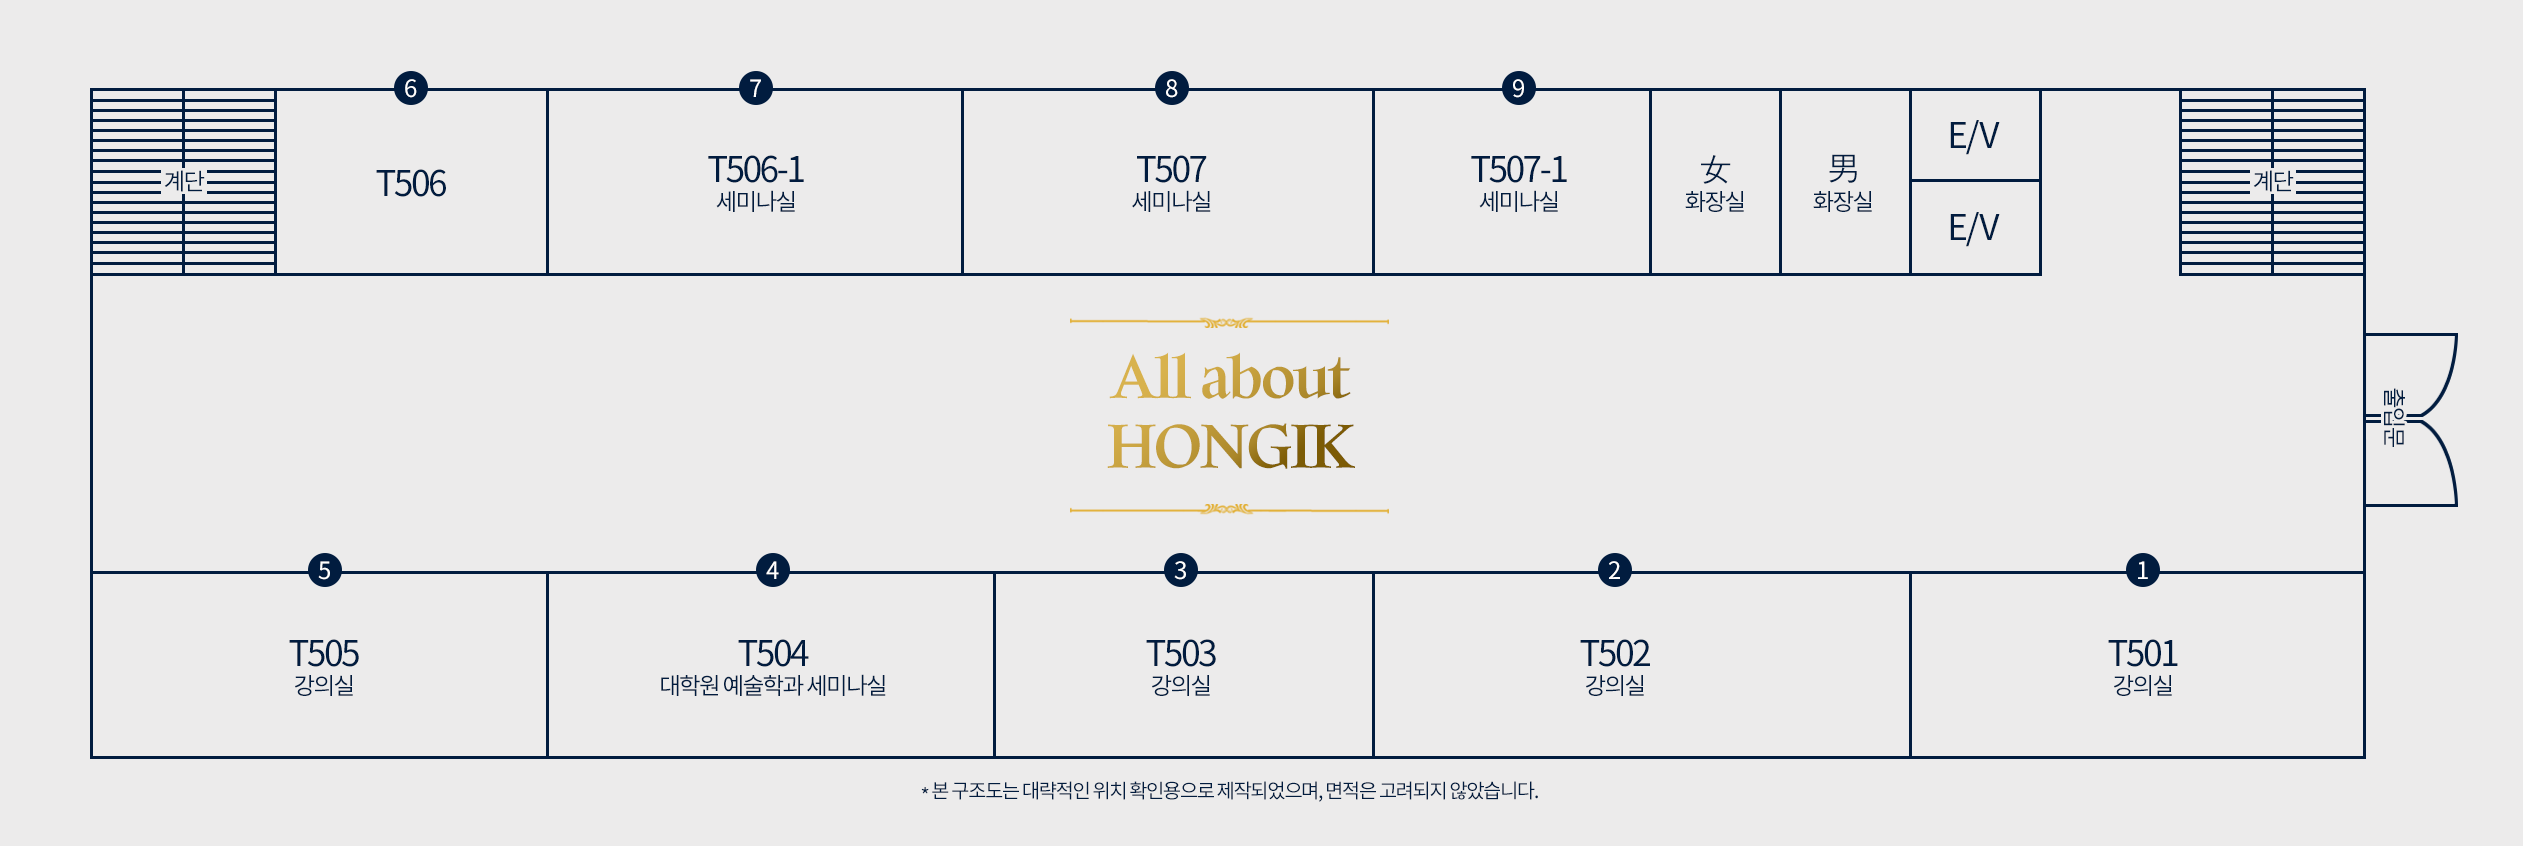 6
7
8
9
계단
T506
T506-1
세미나실
T507
세미나실
T507-1
세미나실
女
화장실
男
화장실
E/V
E/V
계단
All about
HONGIK
출입문
5
4
3
2
1
T505
강의실
T504
대학원 예술학과 세미나실
T503
강의실
T502
강의실
T501
강의실
* 본 구조도는 대략적인 위치 확인용으로 제작되었으며, 면적은 고려되지 않았습니다.